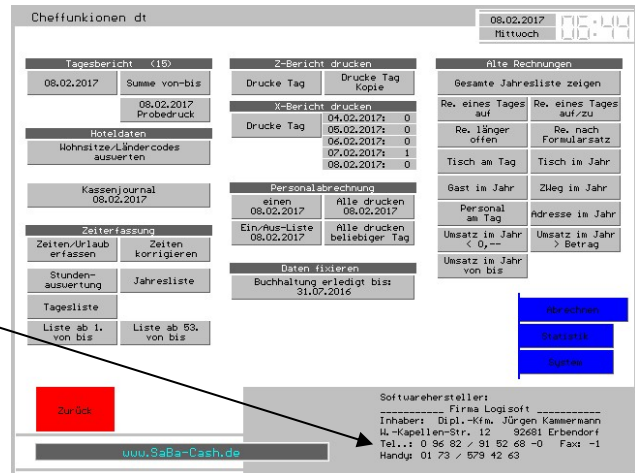 Cheffunkionen dt
08.02.2017
Mittwoch
06:44
Tagesbericht (15)
08.02.2017
Summe von-bis
08.02.2017
Probedruck
Hoteldaten
Wohnsitze/Ländercodes
auswerten
Kassenjournal
08.02.2017
Zeiterfassung
Zeiten/Urlaub
erfassen
Zeiten
korrigieren
Stunden-
auswertung
Jahresliste
Tagesliste
Liste ab 1.
von bis
Liste ab 53.
von bis
Z-Bericht drucken
Drucke Tag
Drucke Tag
Kopie
X-Bericht drucken
Drucke Tag
04.02.2017: 0
05.02.2017: 0
06.02.2017: 0
07.02.2017: 1
08.02.2017: 0
Personalabrechnung
einen
08.02.2017
Alle drucken
08.02.2017
Ein/Aus-Liste
08.02.2017
Alle drucken
beliebiger Tag
Daten fixieren
Buchhaltung erledigt bis:
31.07.2016
Alte Rechnungen
Gesamte Jahresliste zeigen
Re. eines Tages
auf
Re. eines Tages
auf/zu
Re. länger
offen
Re. nach
Formularsatz
Tisch am Tag
Tisch im Jahr
Gast im Jahr
ZWeg im Jahr
Personal
am Tag
Adresse im Jahr
Umsatz im Jahr
< 0,--
Umsatz im Jahr
> Betrag
Umsatz im Jahr
von bis
Abrechnen
Statistik
System
Zurück
www.SaBa-Cash.de
Softwarehersteller:
__________ Firma Logisoft __________
Inhaber: Dipl.-Kfm. Jürgen Kammermann
W.-Kapellen-Str. 12 92681 Erbendorf
Tel..: 0 96 82 / 91 52 68 -0 Fax: -1
Handy: 01 73 / 579 42 63